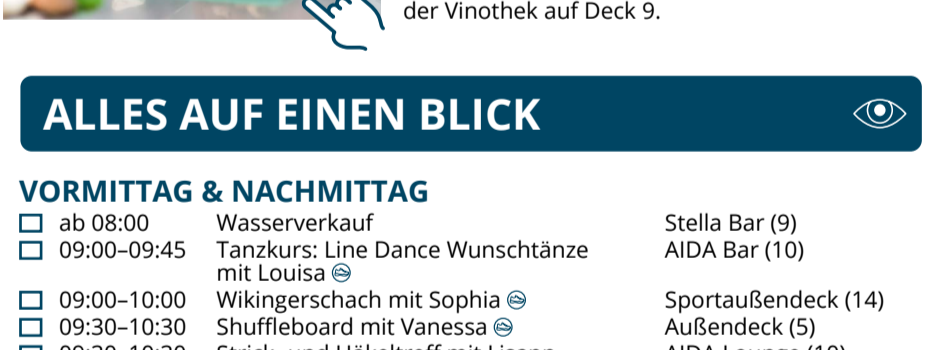 der Vinothek auf Deck 9.
ALLES AUF EINEN BLICK
VORMITTAG & NACHMITTAG
ab 08:00 Wasserverkauf Stella Bar (9)
09:00–09:45 Tanzkurs: Line Dance Wunschtänze AIDA Bar (10)
mit Louisa
09:00–10:00 Wikingerschach mit Sophia Sportaußendeck (14)
09:30–10:30 Shuffleboard mit Vanessa Außendeck (5)